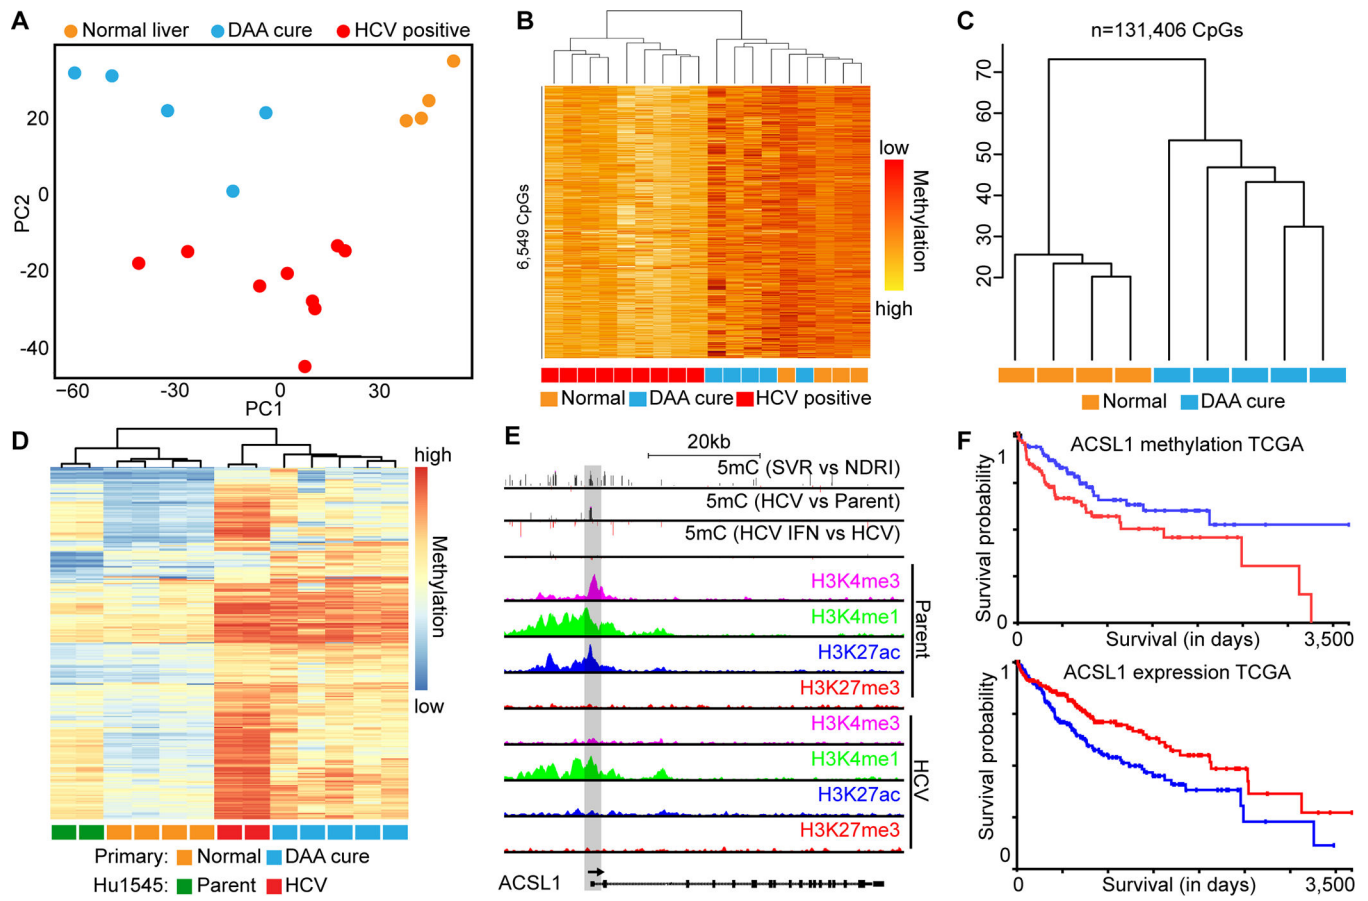 A
Normal liver DAA cure HCV positive
PC2
20
0
-20
-40
−60 −30 0 30
PC1
B
6,549 CpGs
low
Methylation
high
Normal DAA cure HCV positive
C
n=131,406 CpGs
70
60
50
40
30
20
Normal DAA cure
D
high
Methylation
low
Primary: Normal DAA cure
Hu1545: Parent HCV
E
20kb
5mC (SVR vs NDRI)
5mC (HCV vs Parent)
5mC (HCV IFN vs HCV)
H3K4me3
H3K4me1
H3K27ac
H3K27me3
Parent
H3K4me3
H3K4me1
H3K27ac
H3K27me3
HCV
ACSL1
F
ACSL1 methylation TCGA
Survival probability
1
0
0 Survival (in days) 3,500
ACSL1 expression TCGA
Survival probability
1
0
0 Survival (in days) 3,500